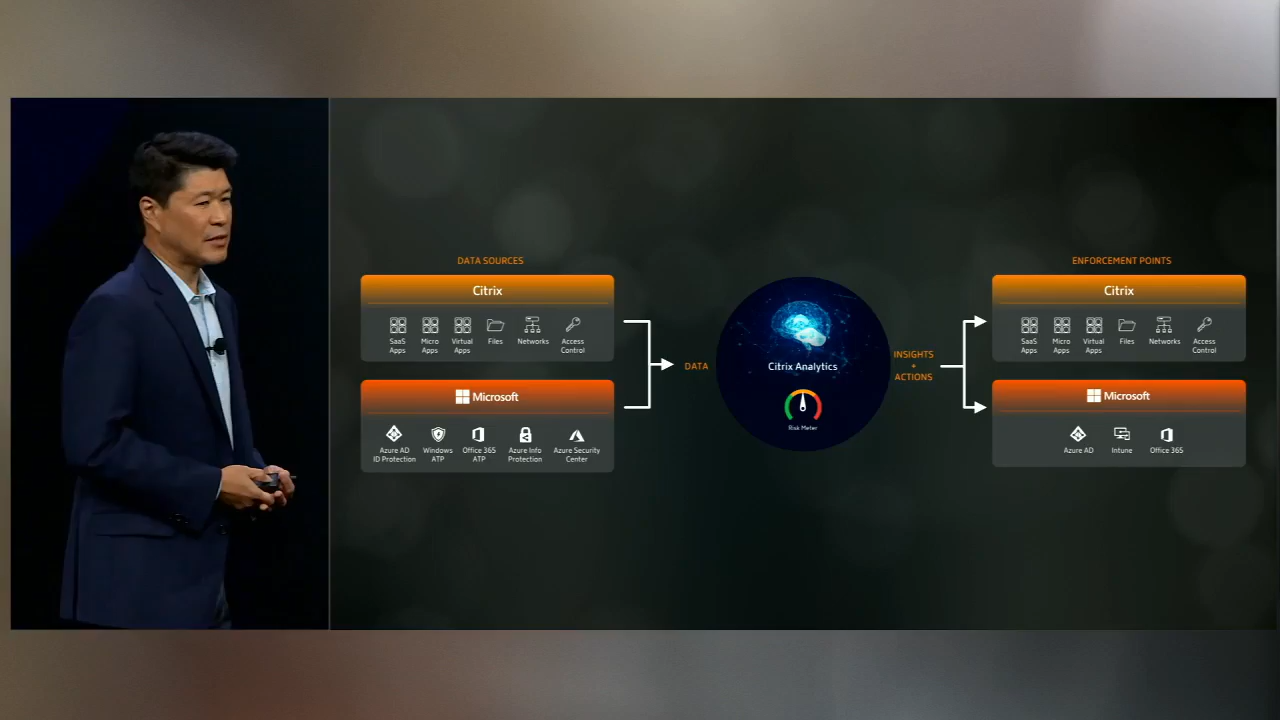 DATA SOURCES
Citrix
SaaS Apps
Micro Apps
Virtual Apps
Files
Networks
Access Control
Microsoft
Azure AD ID Protection
Windows ATP
Office 365 ATP
Azure Info Protection
Azure Security Center
DATA
Citrix Analytics
Risk Meter
INSIGHTS
+
ACTIONS
ENFORCEMENT POINTS
Citrix
SaaS Apps
Micro Apps
Virtual Apps
Files
Networks
Access Control
Microsoft
Azure AD
Intune
Office 365